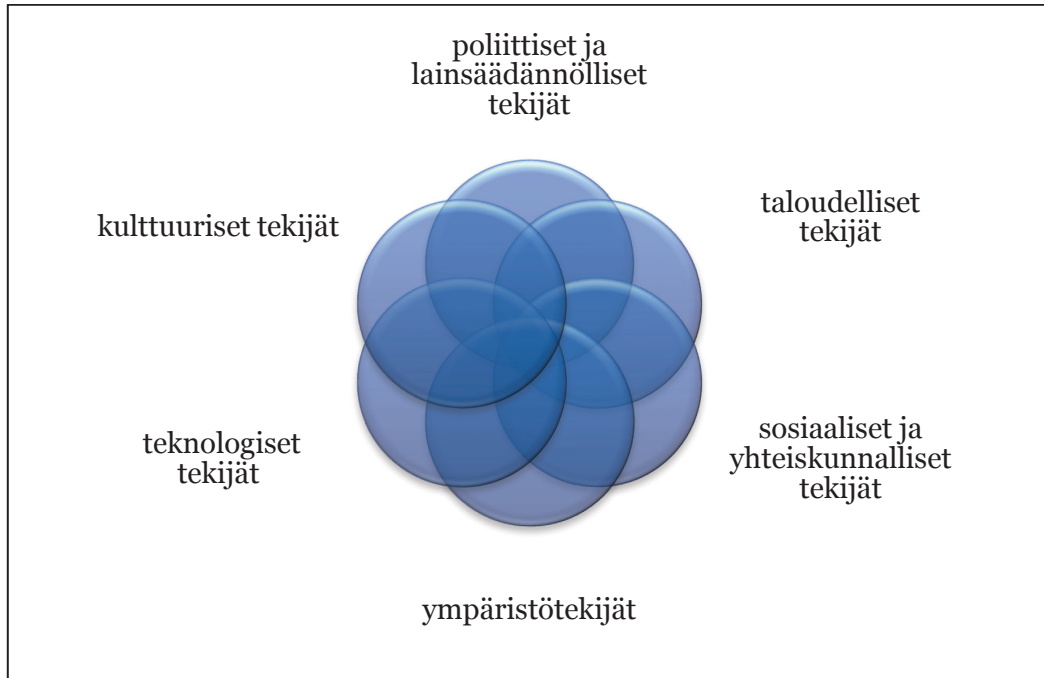 poliittiset ja
lainsäädännölliset
tekijät
taloudelliset
tekijät
sosiaaliset ja
yhteiskunnalliset
tekijät
ympäristötekijät
teknologiset
tekijät
kulttuuriset tekijät